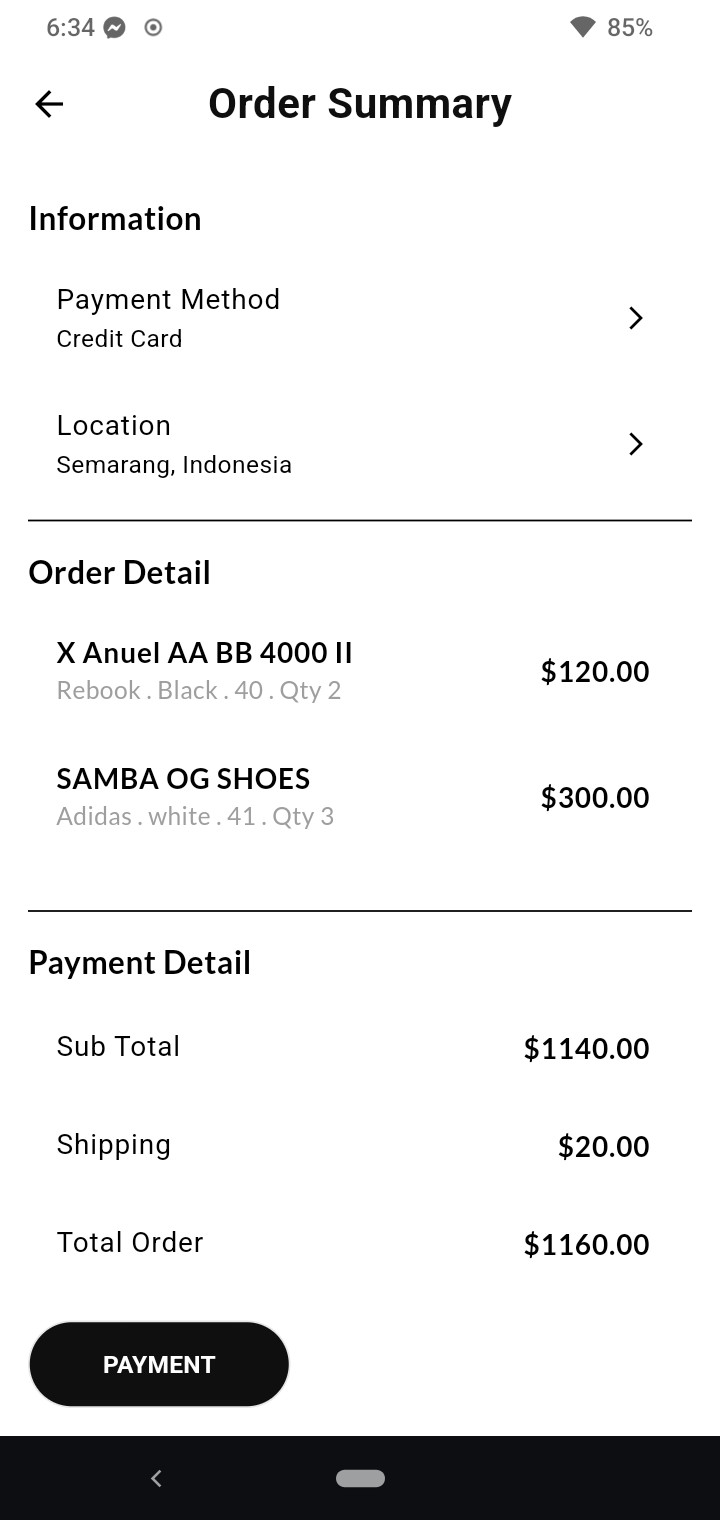 6:34 85%
Order Summary
Information
Payment Method
Credit Card
Location
Semarang, Indonesia
Order Detail
X Anuel AA BB 4000 II
Rebook . Black . 40 . Qty 2
$120.00
SAMBA OG SHOES
Adidas . white . 41 . Qty 3
$300.00
Payment Detail
Sub Total $1140.00
Shipping $20.00
Total Order $1160.00
PAYMENT